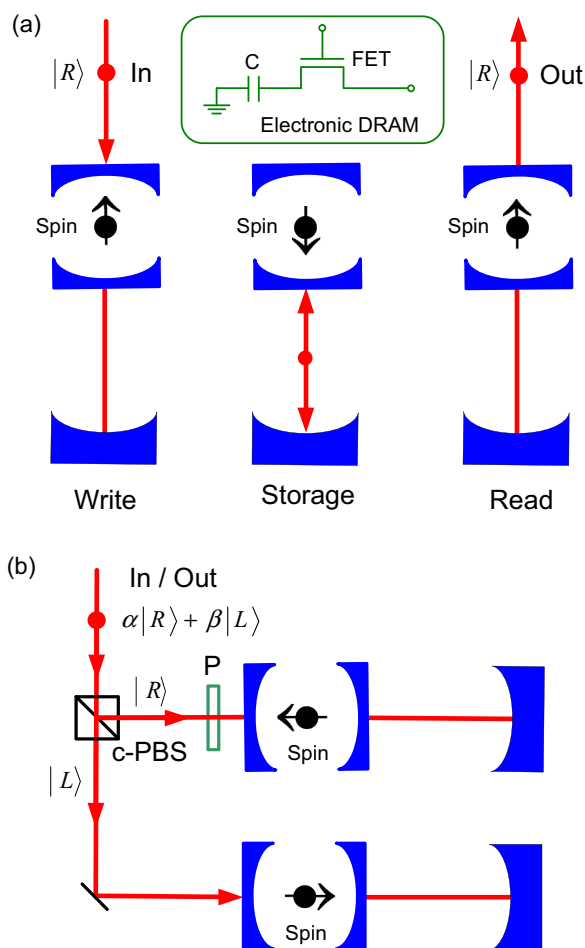 (a)
|R⟩ In
C FET
Electronic DRAM
|R⟩ Out
Spin
Spin
Spin
Write Storage Read
(b)
In / Out
α|R⟩ + β|L⟩
|R⟩ P
c-PBS
Spin
|L⟩
Spin